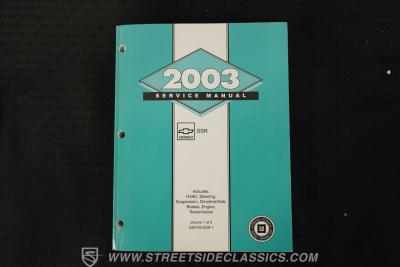 2003
SERVICE MANUAL
CHEVROLET
SSR
Includes:
HVAC, Steering,
Suspension, Driveline/Axle,
Brakes, Engine,
Transmission
Volume 1 of 2
WWW.STREETSIDECLASSICS.COM